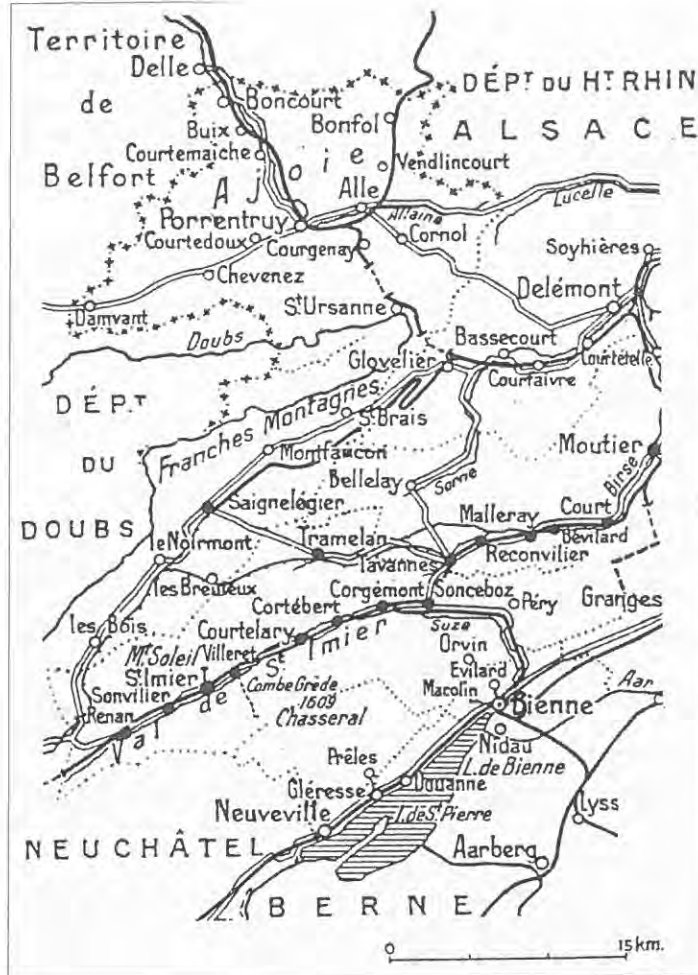 Territoire
de
Belfort
Delle
Boncourt
DÉPT DU HT RHIN
Buix
Bonfol
ALSACE
Courtemaiche
Vendlincourt
Ajoie
Alle
Porrentruy
Allaine
Lucelle
Courtedoux
Courgenay
Cornol
Soyhières
Chevenez
Delémont
St Ursanne
Damvant
Doubs
Bassecourt
Courtételle
Glovelier
Courfaivre
DÉPT
DU
DOUBS
Franches Montagnes
St Brais
Montfaucon
Moutier
Bellelay
Sorne
Birse
Saignelégier
Malleray
Court
Bévilard
le Noirmont
Tramelan
Tavannes
Reconvilier
les Breuleux
Corgémont
Sonceboz
Granges
Cortébert
Péry
les Bois
Courtelary
Suze
Orvin
Mt Soleil
Villeret
Evilard
Aar
St Imier
Macolin
Sonvilier
Combe Grède
1609
Chasseral
Bienne
Renan
Val de St Imier
Nidau
Prêles
L. de Bienne
Gléresse
Douanne
Neuveville
I. de St Pierre
Lyss
NEUCHÂTEL
Aarberg
BERNE
0 15 km.